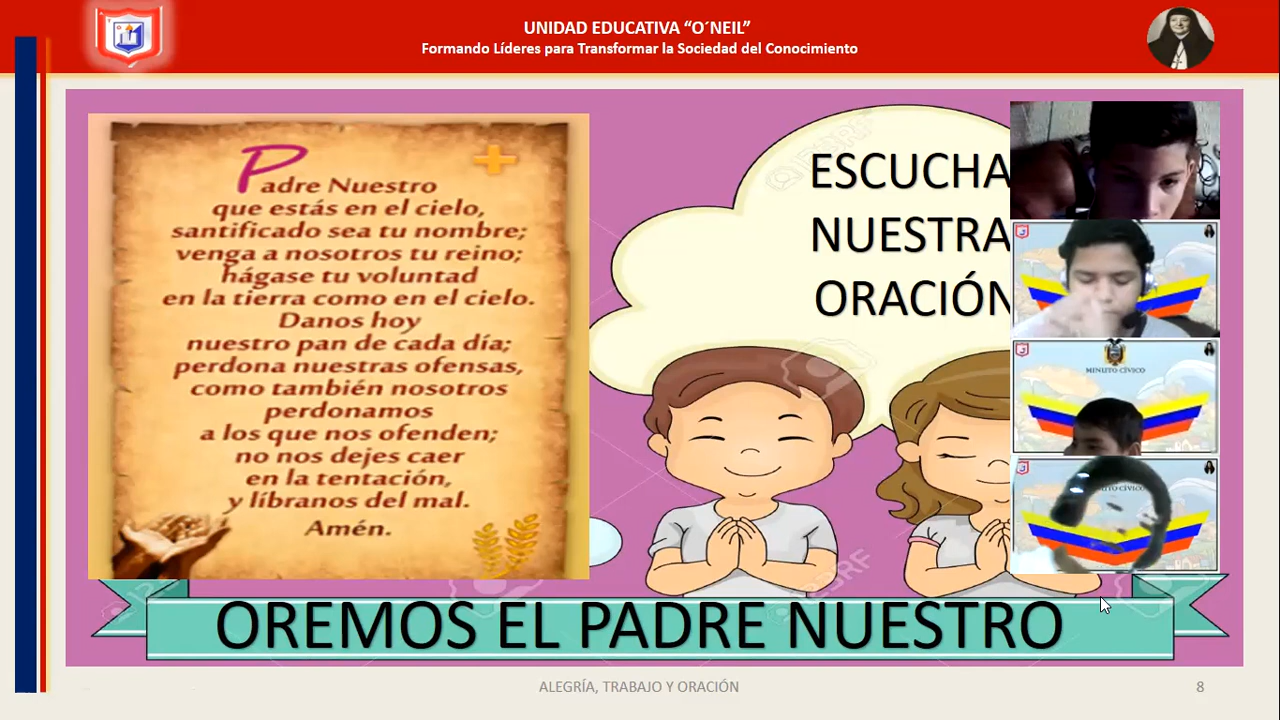 UNIDAD EDUCATIVA “O´NEIL”
Formando Líderes para Transformar la Sociedad del Conocimiento
Padre Nuestro
que estás en el cielo,
santificado sea tu nombre;
venga a nosotros tu reino;
hágase tu voluntad
en la tierra como en el cielo.
Danos hoy
nuestro pan de cada día;
perdona nuestras ofensas,
como también nosotros
perdonamos
a los que nos ofenden;
no nos dejes caer
en la tentación,
y líbranos del mal.
Amén.
ESCUCHA
NUESTRA
ORACIÓN
MINUTO CÍVICO
OREMOS EL PADRE NUESTRO
ALEGRÍA, TRABAJO Y ORACIÓN
8